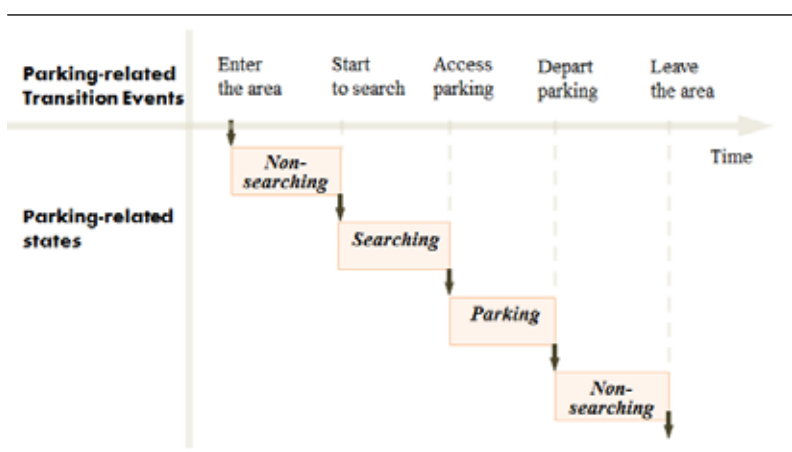 Parking-related
Transition Events
Enter
the area
Start
to search
Access
parking
Depart
parking
Leave
the area
Time
Parking-related
states
Non-
searching
Searching
Parking
Non-
searching